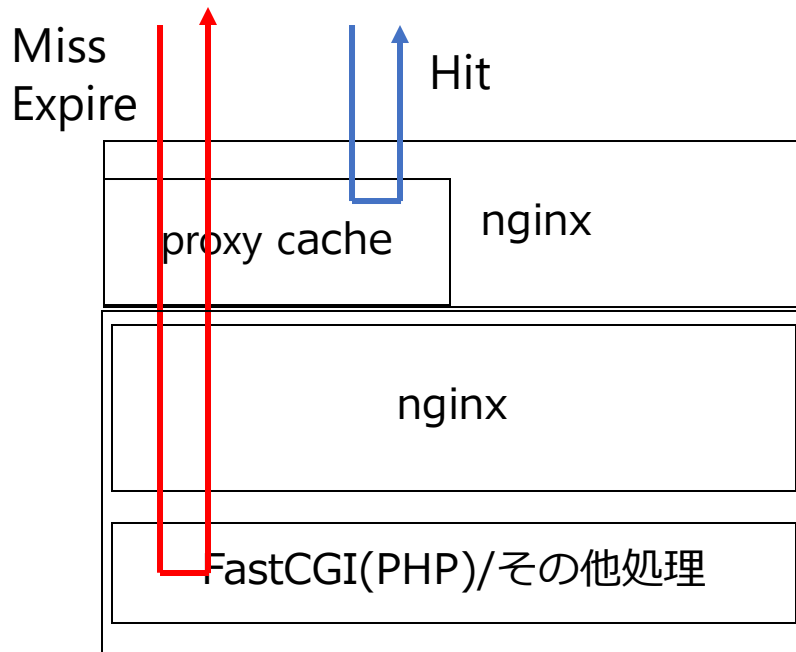 Miss
Expire
Hit
proxy cache
nginx
nginx
FastCGI(PHP)/その他処理